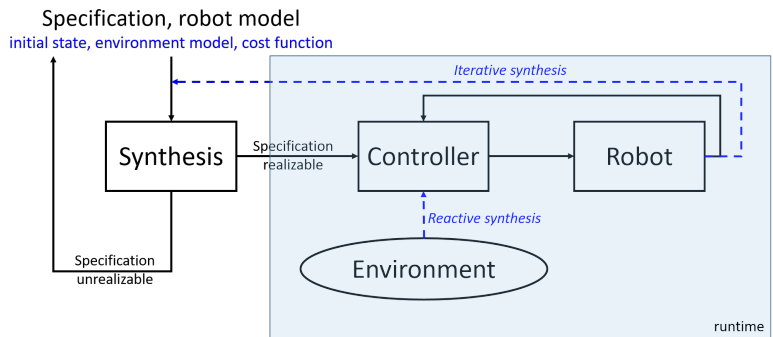 Specification, robot model
initial state, environment model, cost function
Iterative synthesis
Synthesis
Specification
realizable
Controller
Robot
Reactive synthesis
Specification
unrealizable
Environment
runtime